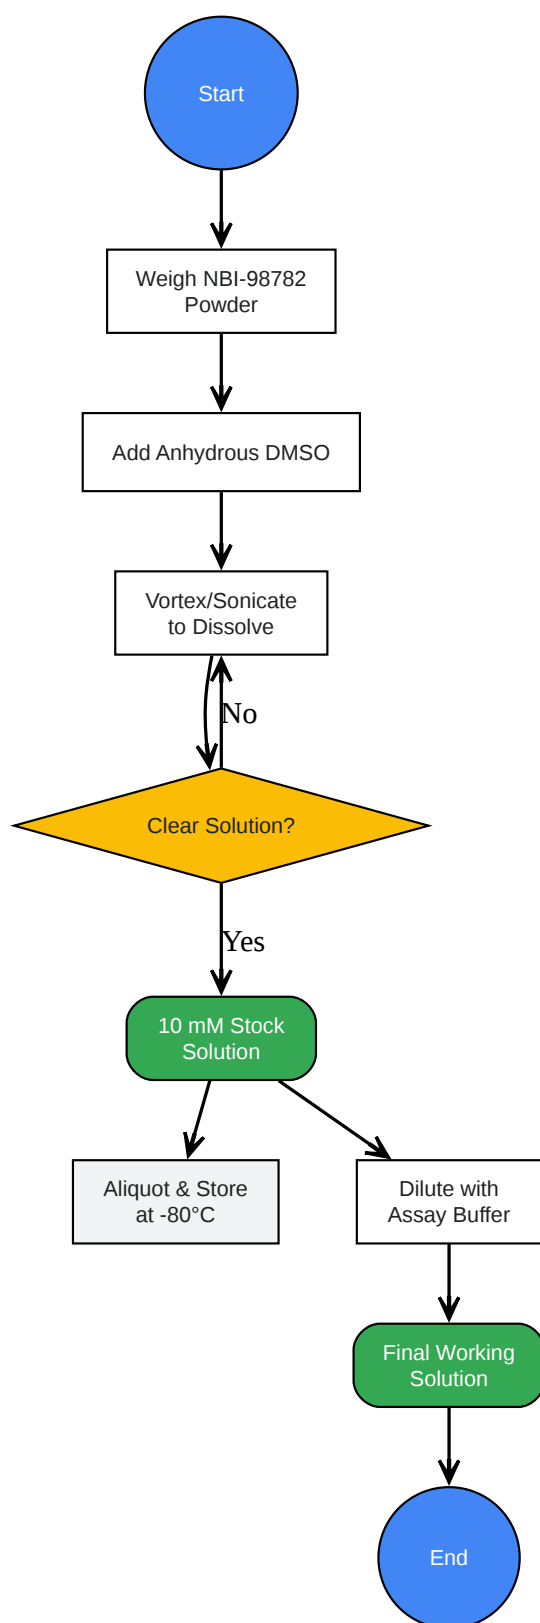 Start
Weigh NBI-98782
Powder
Add Anhydrous DMSO
Vortex/Sonicate
to Dissolve
No
Clear Solution?
Yes
10 mM Stock
Solution
Aliquot & Store
at -80°C
Dilute with
Assay Buffer
Final Working
Solution
End